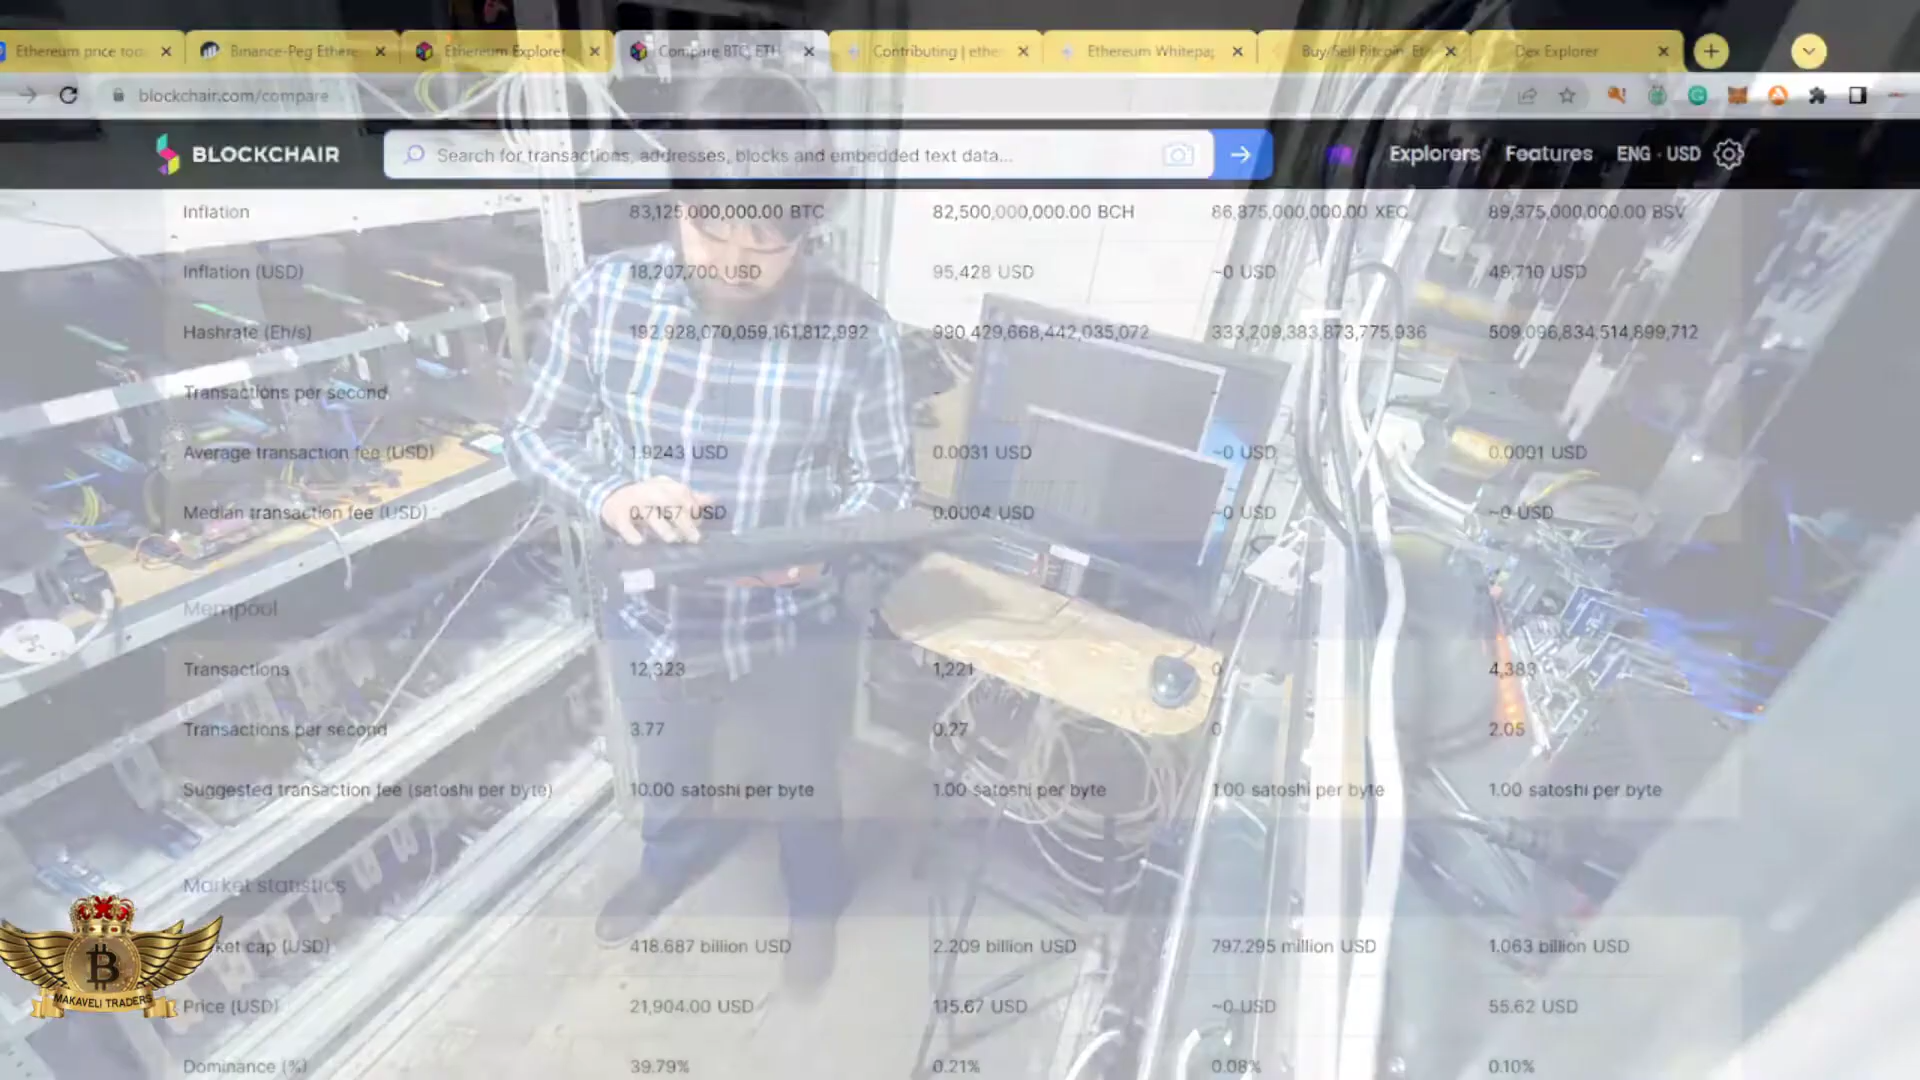 Ethereum price too
Binance-Peg Ethere
Ethereum Explorer
Compare BTC, ETH
Contributing | ethe
Ethereum Whitepap
Buy/Sell Bitcoin, Et
Dex Explorer
blockchair.com/compare
BLOCKCHAIR
Search for transactions, addresses, blocks and embedded text data...
Explorers Features ENG · USD
Inflation 83,125,000,000.00 BTC 82,500,000,000.00 BCH 86,875,000,000.00 XEC 89,375,000,000.00 BSV
Inflation (USD) 18,207,700 USD 95,428 USD ~0 USD 49,710 USD
Hashrate (Eh/s) 192,928,070,059,161,812,992 990,429,668,442,035,072 333,209,383,873,775,936 509,096,834,514,899,712
Transactions per second - - - -
Average transaction fee (USD) 1.9243 USD 0.0031 USD ~0 USD 0.0001 USD
Median transaction fee (USD) 0.7157 USD 0.0004 USD ~0 USD ~0 USD
Mempool
Transactions 12,323 1,221 0 4,383
Transactions per second 3.77 0.27 0 2.05
Suggested transaction fee (satoshi per byte) 10.00 satoshi per byte 1.00 satoshi per byte 1.00 satoshi per byte 1.00 satoshi per byte
Market statistics
ket cap (USD) 418.687 billion USD 2.209 billion USD 797.295 million USD 1.063 billion USD
MAKAVELI TRADERS
Price (USD) 21,904.00 USD 115.67 USD ~0 USD 55.62 USD
Dominance (%) 39.79% 0.21% 0.08% 0.10%